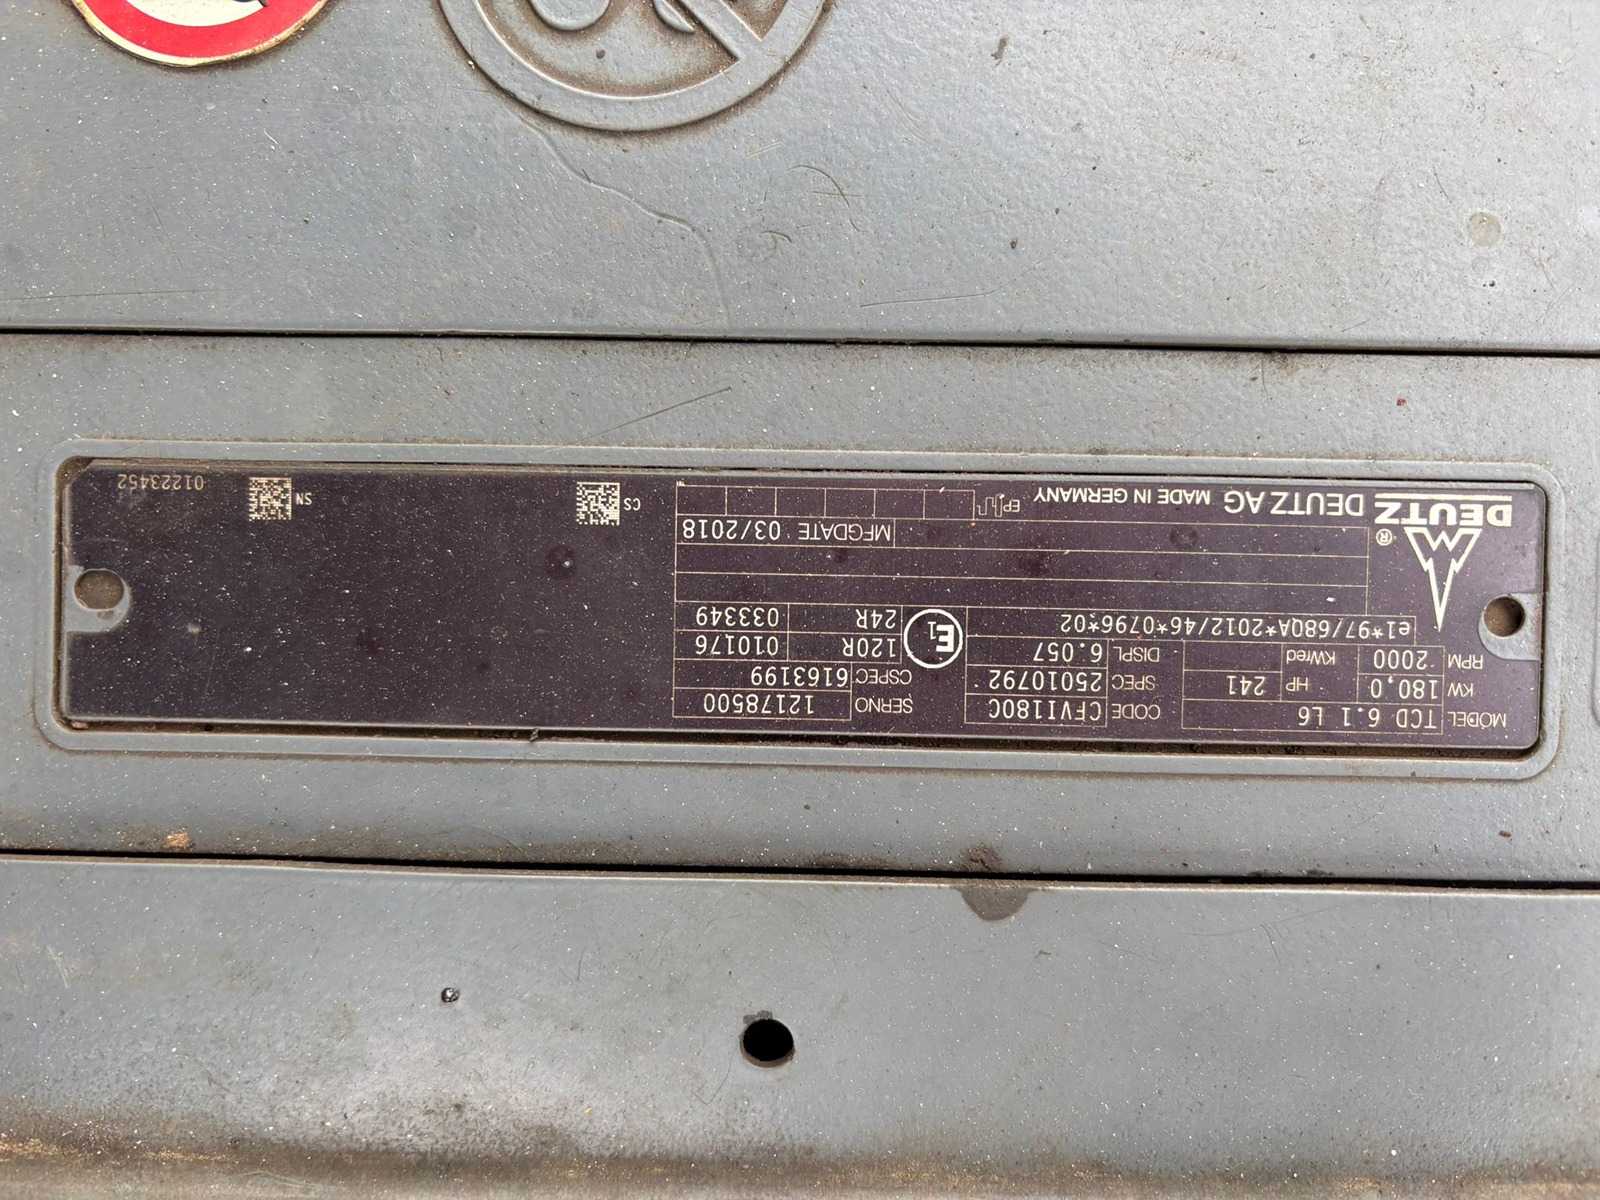 MODEL TCD 6.1 L6 CODE CFVI180C SERNO 12178500
KW 180,0 HP 241 SPEC 25010792 CSPEC 6163199
RPM 2000 KWred DISPL 6.057 E1 120R 010176
e1*97/68QA*2012/46*0796*02 24R 033349
MFGDATE 03/2018
DEUTZ ® DEUTZ AG MADE IN GERMANY EP CS SN 01223452